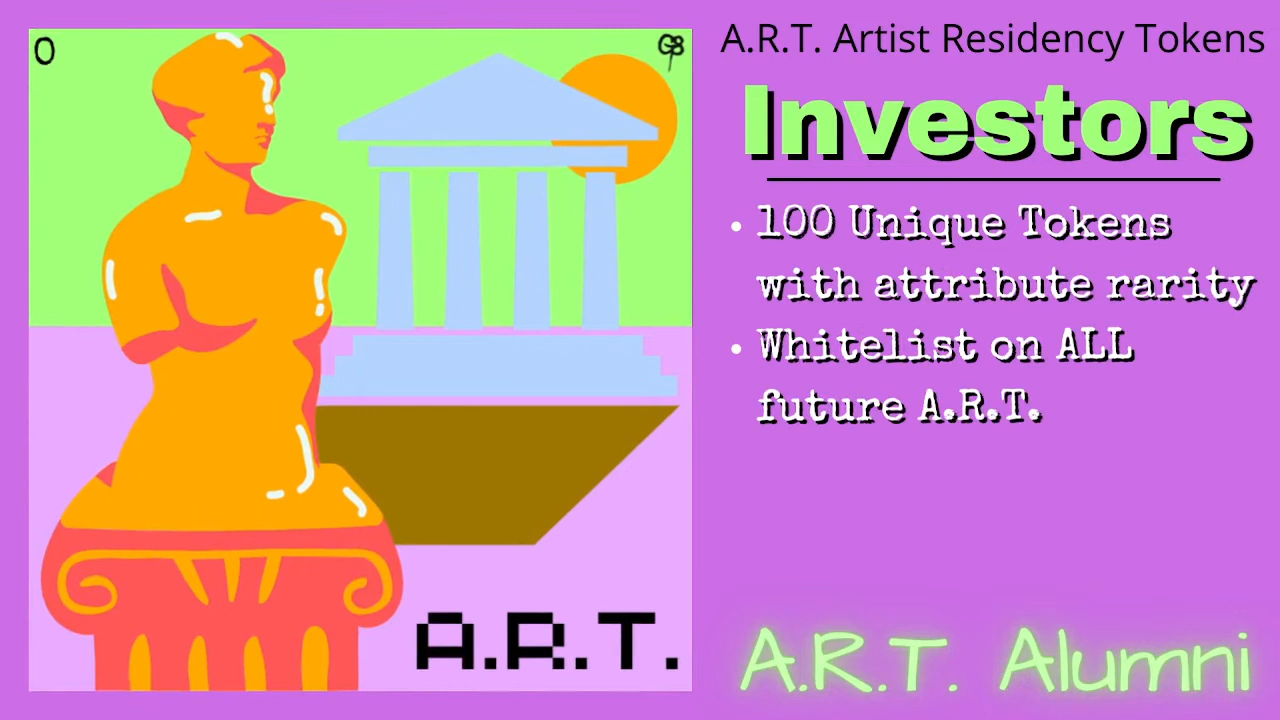 0
A.R.T.
A.R.T. Artist Residency Tokens
Investors
• 100 Unique Tokens
with attribute rarity
• Whitelist on ALL
future A.R.T.
A.R.T. Alumni